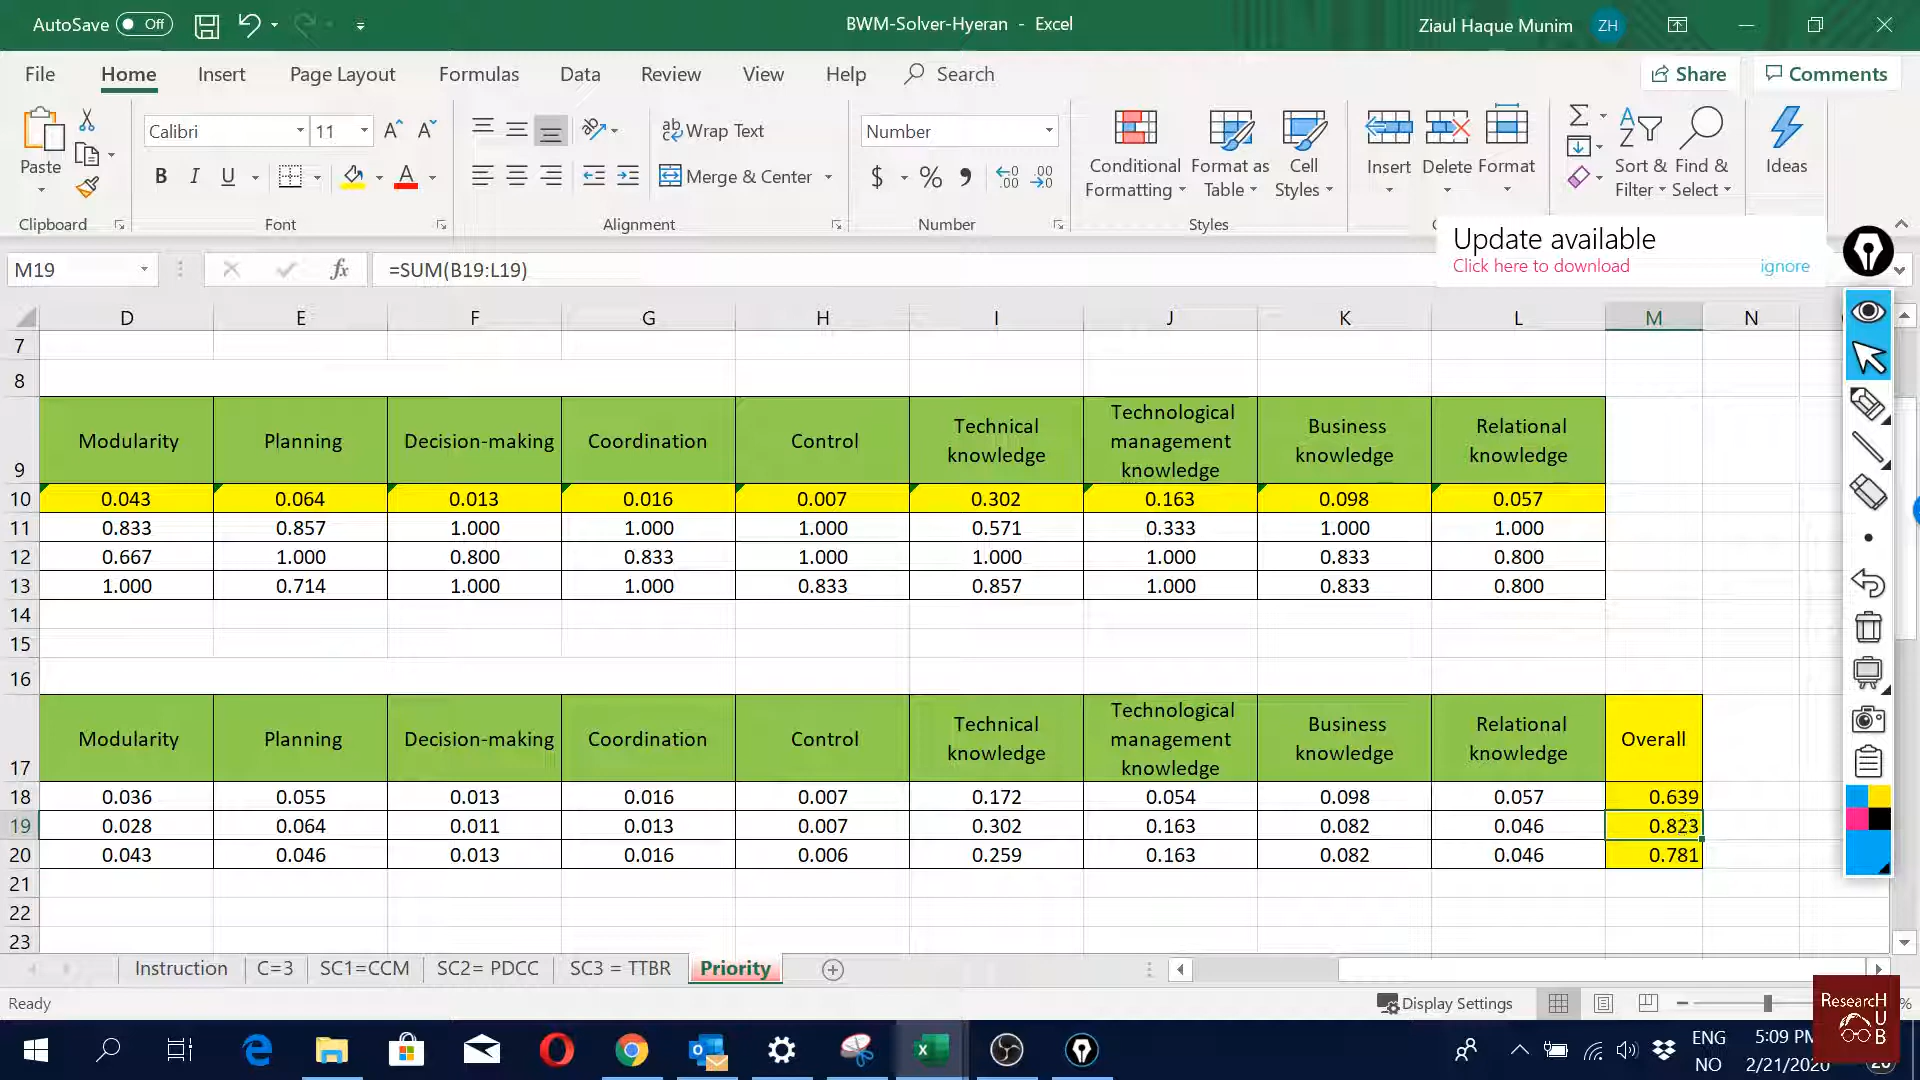 AutoSave Off BWM-Solver-Hyeran - Excel Ziaul Haque Munim ZH
File Home Insert Page Layout Formulas Data Review View Help Search Share Comments
Calibri 11 Wrap Text Number
Paste B I U Merge & Center $ % Conditional Formatting Format as Table Cell Styles Insert Delete Format Sort & Filter Find & Select Ideas
Clipboard Font Alignment Number Styles
Update available
Click here to download ignore
M19 fx =SUM(B19:L19)
D E F G H I J K L M N
7
8
9 Modularity Planning Decision-making Coordination Control Technical knowledge Technological management knowledge Business knowledge Relational knowledge
10 0.043 0.064 0.013 0.016 0.007 0.302 0.163 0.098 0.057
11 0.833 0.857 1.000 1.000 1.000 0.571 0.333 1.000 1.000
12 0.667 1.000 0.800 0.833 1.000 1.000 1.000 0.833 0.800
13 1.000 0.714 1.000 1.000 0.833 0.857 1.000 0.833 0.800
14
15
16
17 Modularity Planning Decision-making Coordination Control Technical knowledge Technological management knowledge Business knowledge Relational knowledge Overall
18 0.036 0.055 0.013 0.016 0.007 0.172 0.054 0.098 0.057 0.639
19 0.028 0.064 0.011 0.013 0.007 0.302 0.163 0.082 0.046 0.823
20 0.043 0.046 0.013 0.016 0.006 0.259 0.163 0.082 0.046 0.781
21
22
23
Instruction C=3 SC1=CCM SC2= PDCC SC3 = TTBR Priority
Ready Display Settings %
ResearcH
U
B
ENG 5:09 PM
NO 2/21/2020